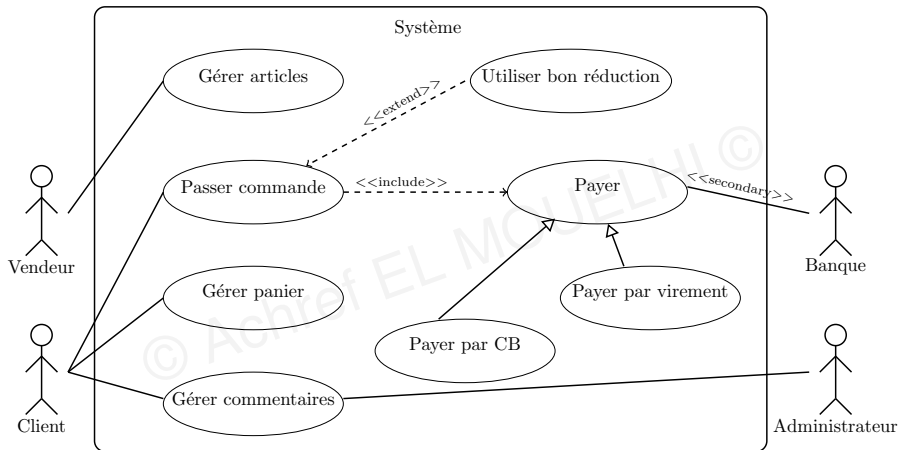 Système
Gérer articles
Utiliser bon réduction
<<extend>>
Passer commande
<<include>>
Payer
<<secondary>>
Vendeur
Banque
Gérer panier
Payer par virement
Payer par CB
Gérer commentaires
Client
Administrateur
© Achref EL MOUELHI ©